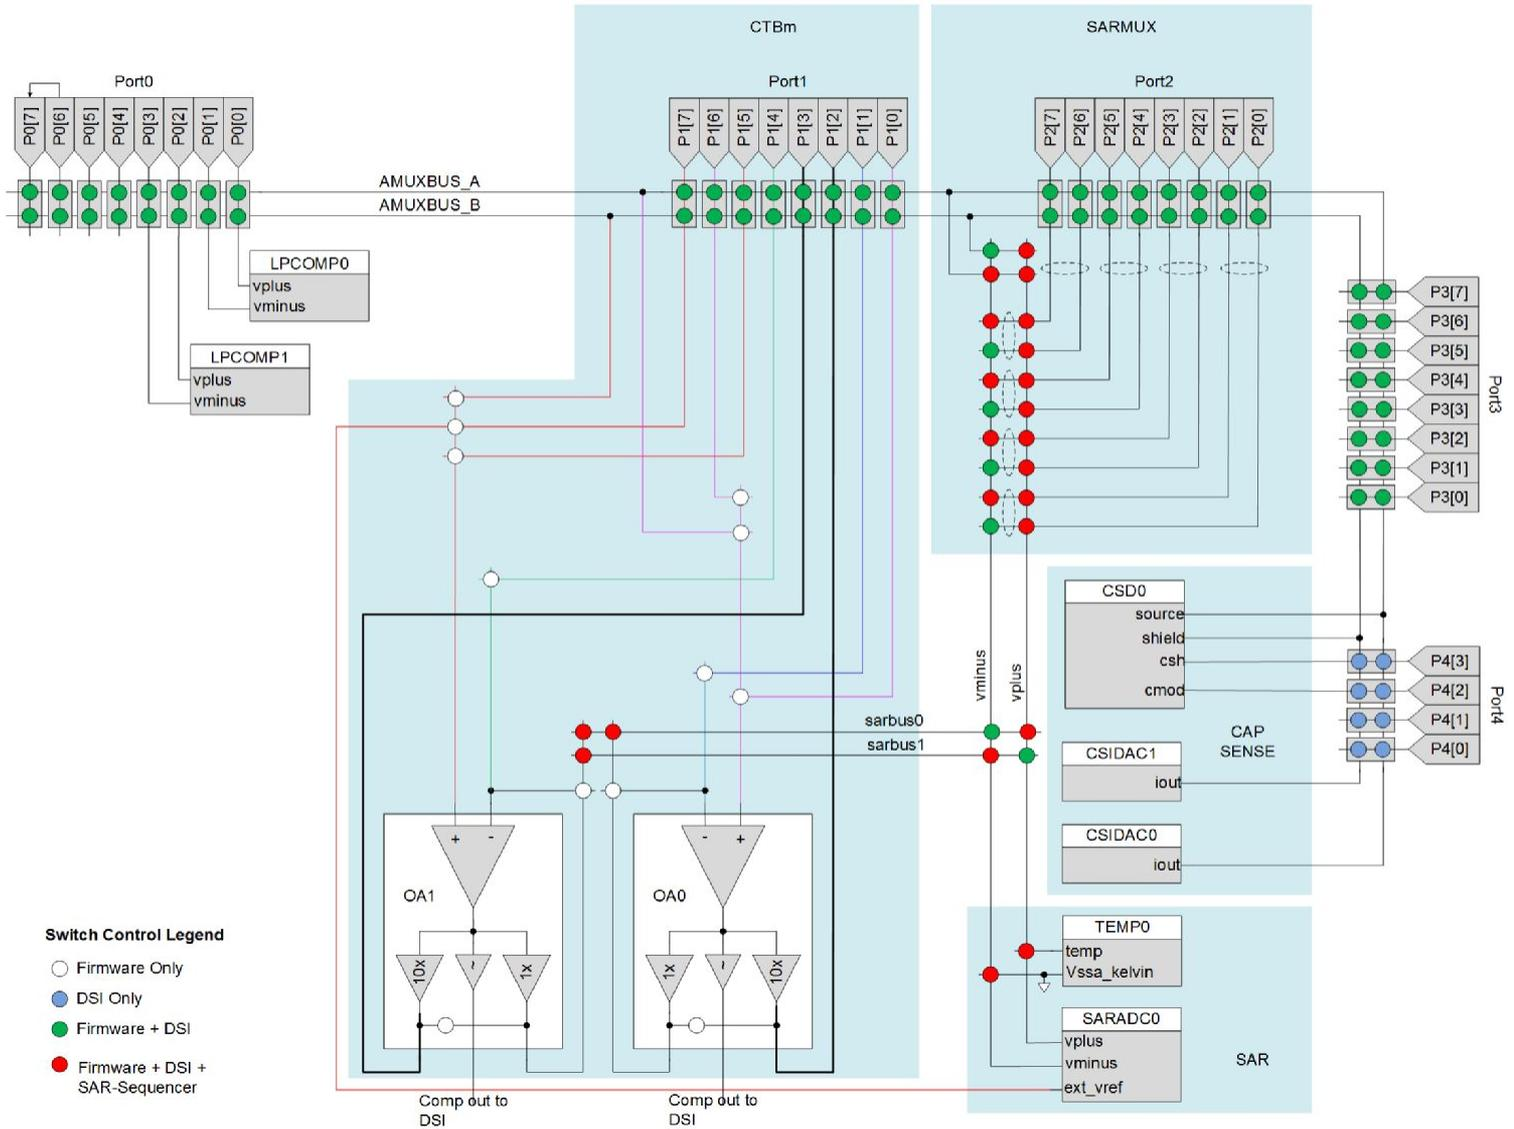 CTBm
SARMUX
Port0
Port1
Port2
P0[7]
P0[6]
P0[5]
P0[4]
P0[3]
P0[2]
P0[1]
P0[0]
P1[7]
P1[6]
P1[5]
P1[4]
P1[3]
P1[2]
P1[1]
P1[0]
P2[7]
P2[6]
P2[5]
P2[4]
P2[3]
P2[2]
P2[1]
P2[0]
AMUXBUS_A
AMUXBUS_B
LPCOMP0
vplus
vminus
LPCOMP1
vplus
vminus
P3[7]
P3[6]
P3[5]
P3[4]
P3[3]
P3[2]
P3[1]
P3[0]
Port3
CSD0
source
shield
csh
cmod
P4[3]
P4[2]
P4[1]
P4[0]
Port4
vminus
vplus
sarbus0
sarbus1
CAP
SENSE
CSIDAC1
iout
CSIDAC0
iout
+
-
-
+
OA1
OA0
10x
~
1x
1x
~
10x
TEMP0
temp
Vssa_kelvin
SARADC0
vplus
vminus
ext_vref
SAR
Switch Control Legend
Firmware Only
DSI Only
Firmware + DSI
Firmware + DSI +
SAR-Sequencer
Comp out to
DSI
Comp out to
DSI